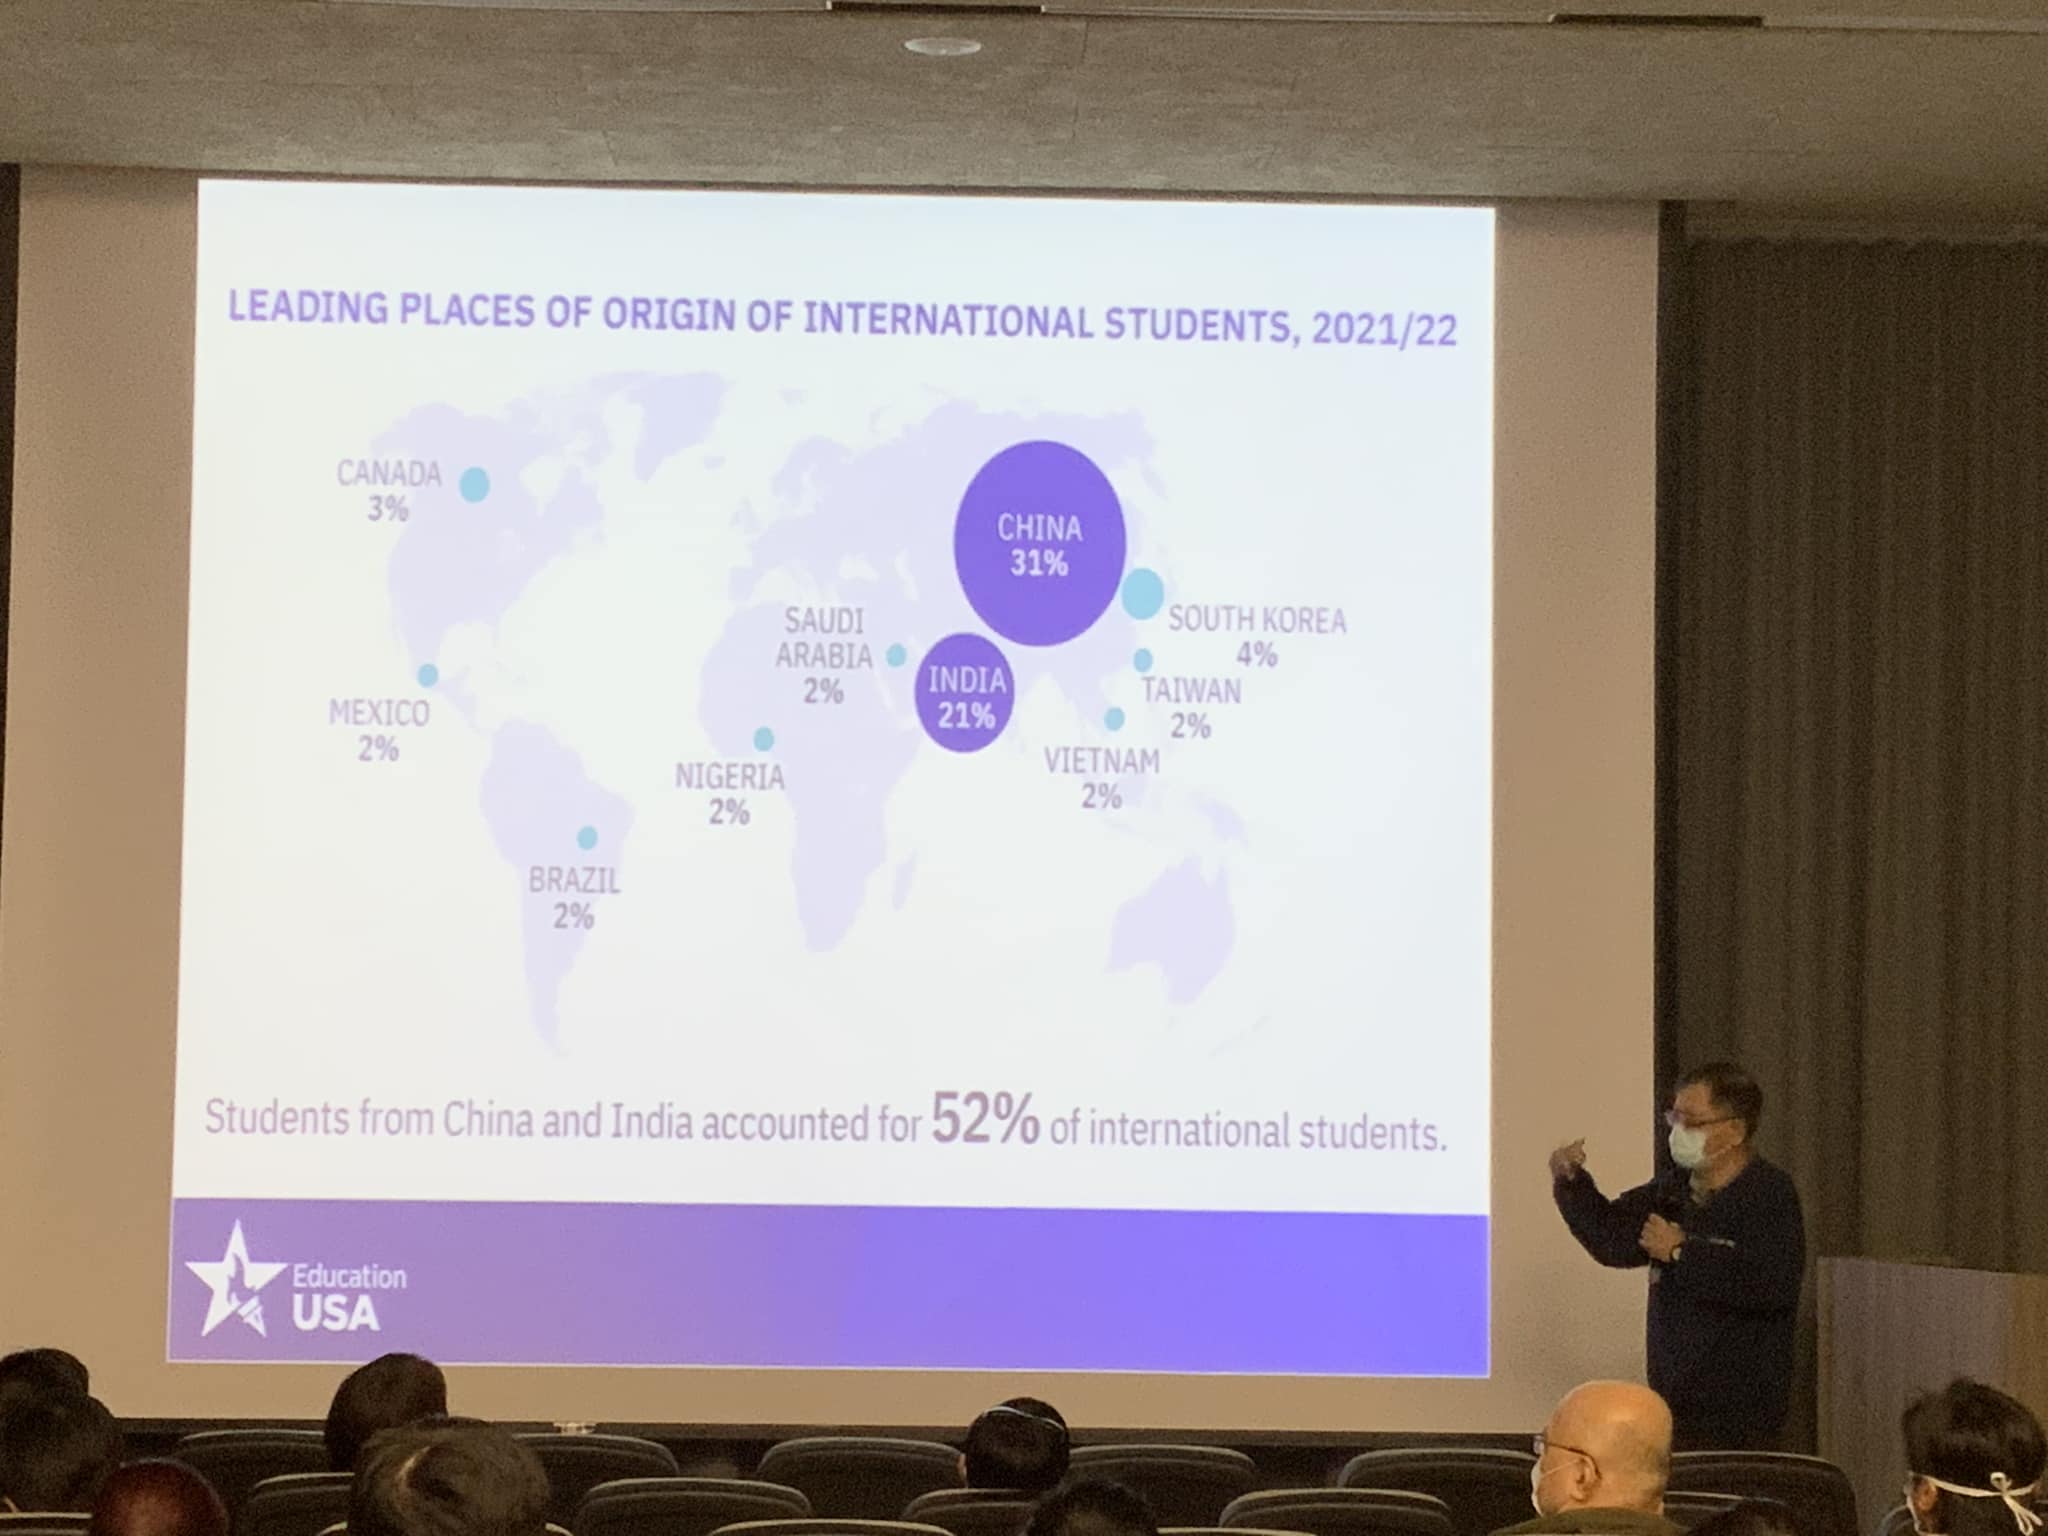 LEADING PLACES OF ORIGIN OF INTERNATIONAL STUDENTS, 2021/22
CANADA
3%
CHINA
31%
SOUTH KOREA
4%
SAUDI
ARABIA
2%
INDIA
21%
TAIWAN
2%
MEXICO
2%
VIETNAM
2%
NIGERIA
2%
BRAZIL
2%
Students from China and India accounted for 52% of international students.
Education
USA